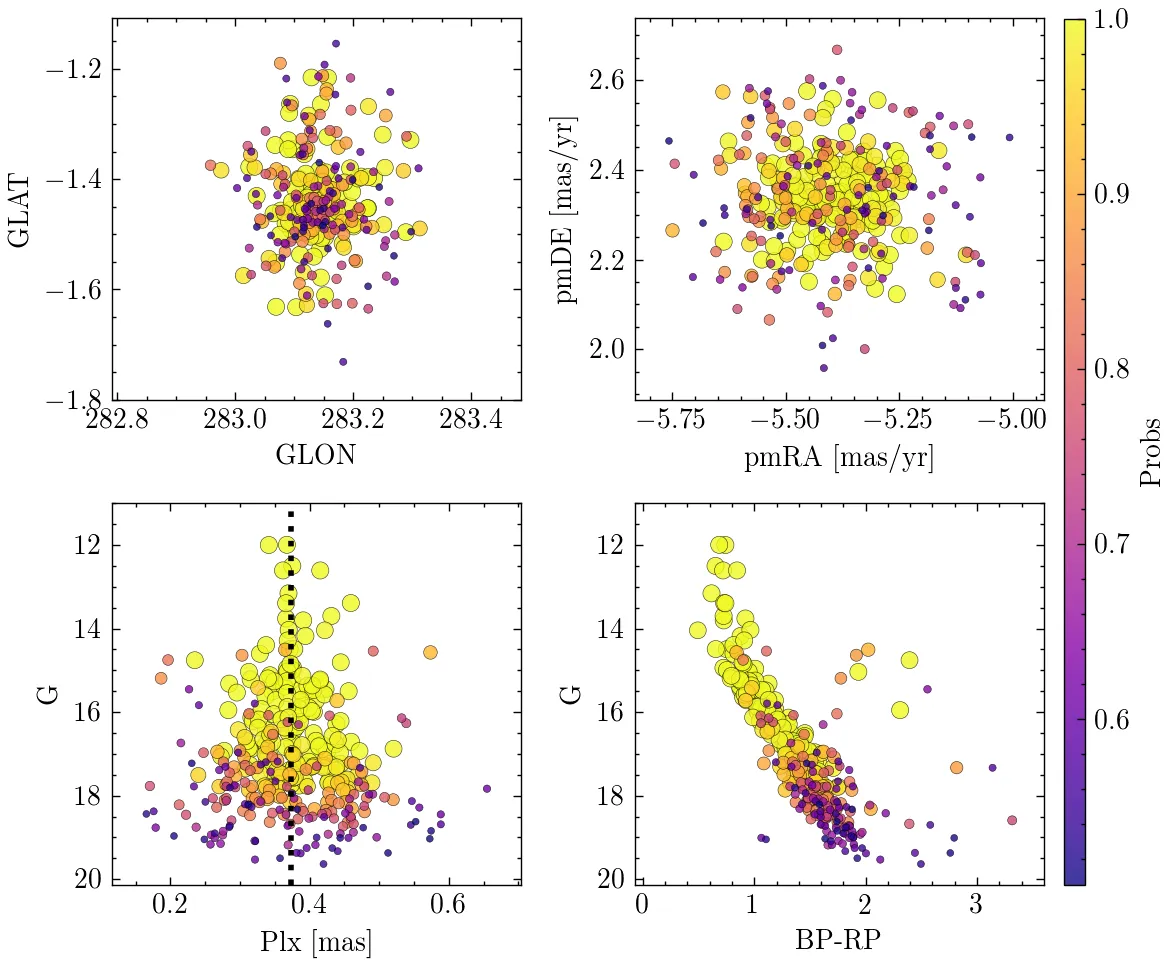 −1.2
−1.4
−1.6
−1.8
GLAT
282.8 283.0 283.2 283.4
GLON
2.6
2.4
2.2
2.0
pmDE [mas/yr]
−5.75 −5.50 −5.25 −5.00
pmRA [mas/yr]
12
14
16
18
20
G
0.2 0.4 0.6
Plx [mas]
12
14
16
18
20
G
0 1 2 3
BP-RP
1.0
0.9
0.8
0.7
0.6
Probs